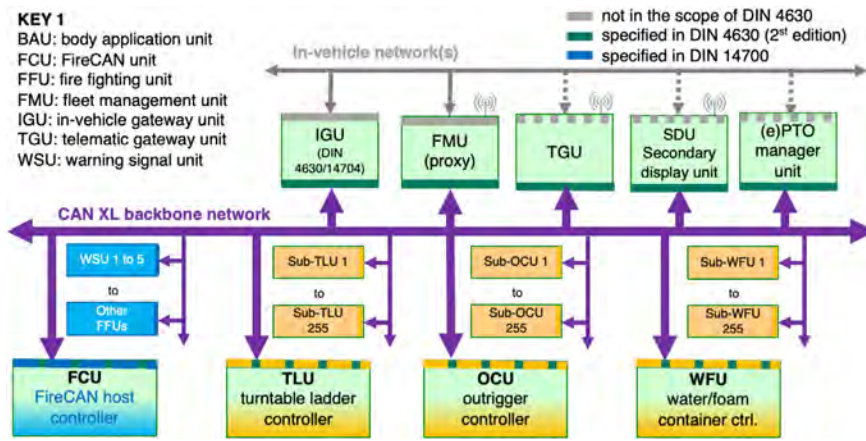 KEY 1
BAU: body application unit
FCU: FireCAN unit
FFU: fire fighting unit
FMU: fleet management unit
IGU: in-vehicle gateway unit
TGU: telematic gateway unit
WSU: warning signal unit
not in the scope of DIN 4630
specified in DIN 4630 (2st edition)
specified in DIN 14700
In-vehicle network(s)
IGU
(DIN
4630/14704)
FMU
(proxy)
TGU
SDU
Secondary
display unit
(e)PTO
manager
unit
CAN XL backbone network
WSU 1 to 5
to
Other
FFUs
Sub-TLU 1
to
Sub-TLU
255
Sub-OCU 1
to
Sub-OCU
255
Sub-WFU 1
to
Sub-WFU
255
FCU
FireCAN host
controller
TLU
turntable ladder
controller
OCU
outrigger
controller
WFU
water/foam
container ctrl.